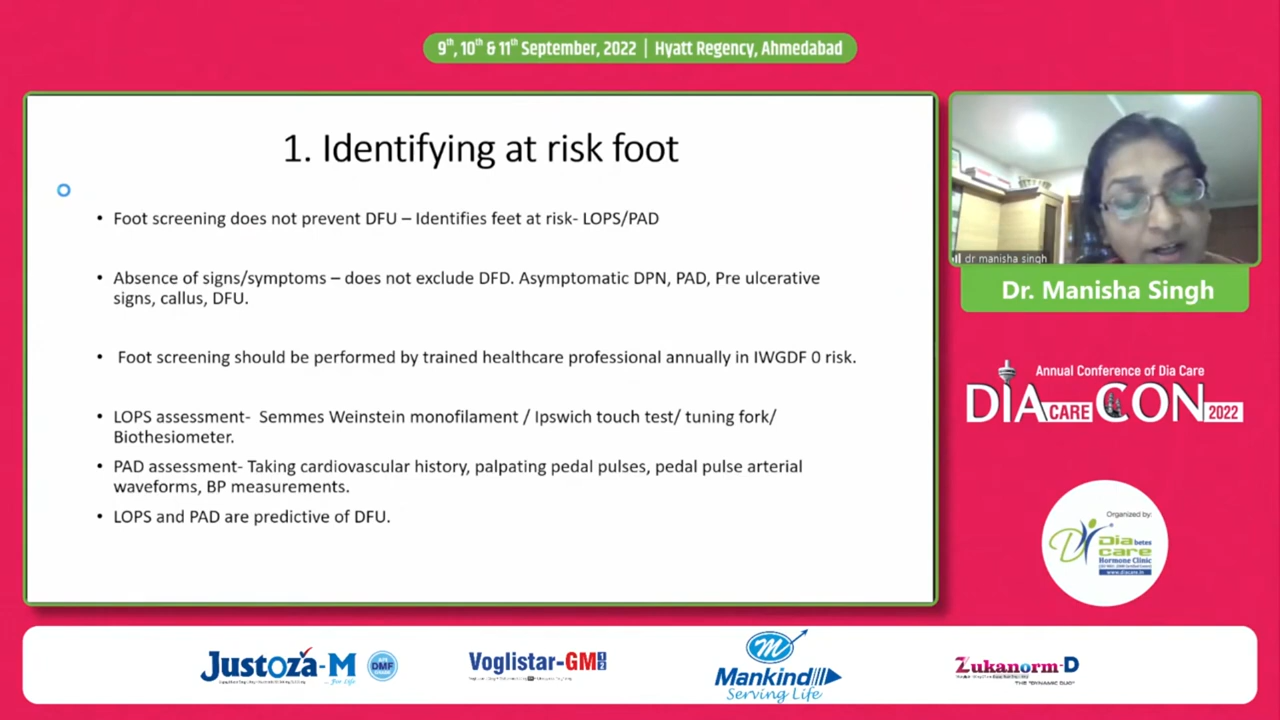 9th, 10th & 11th September, 2022 | Hyatt Regency, Ahmedabad
1. Identifying at risk foot
• Foot screening does not prevent DFU – Identifies feet at risk- LOPS/PAD
• Absence of signs/symptoms – does not exclude DFD. Asymptomatic DPN, PAD, Pre ulcerative
signs, callus, DFU.
• Foot screening should be performed by trained healthcare professional annually in IWGDF 0 risk.
• LOPS assessment- Semmes Weinstein monofilament / Ipswich touch test/ tuning fork/
Biothesiometer.
• PAD assessment- Taking cardiovascular history, palpating pedal pulses, pedal pulse arterial
waveforms, BP measurements.
• LOPS and PAD are predictive of DFU.
dr manisha singh
Dr. Manisha Singh
Annual Conference of Dia Care
DIA CARE CON 2022
Organized by:
Diabetes
care
Hormone Clinic
www.diacare.in
Justoza-M
... For Life
DMF
Voglistar-GM
Mankind
Serving Life
Zukanorm-D
THE "DYNAMIC DUO"